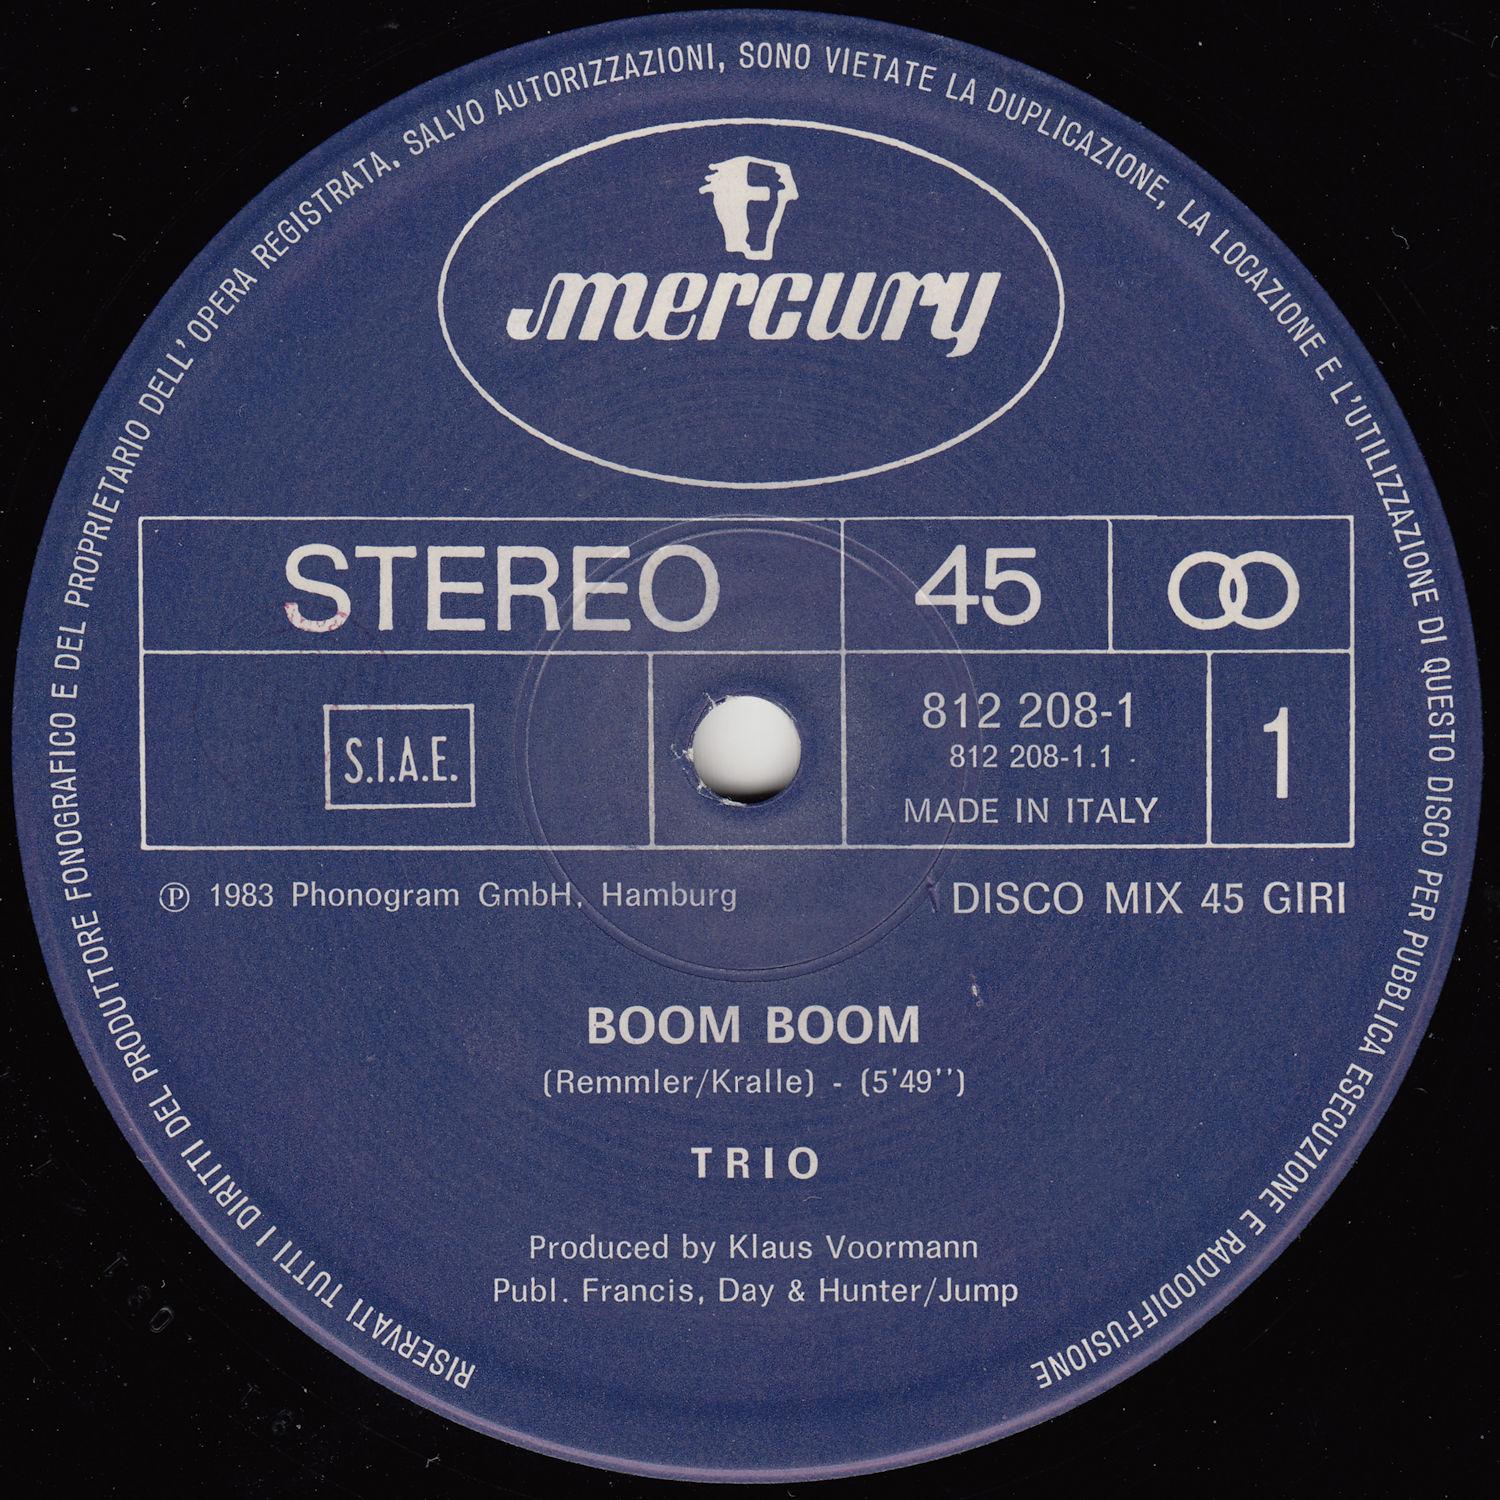 RISERVATI TUTTI I DIRITTI DEL PRODUTTORE FONOGRAFICO E DEL PROPRIETARIO DELL'OPERA REGISTRATA. SALVO AUTORIZZAZIONI, SONO VIETATE LA DUPLICAZIONE, LA LOCAZIONE E L'UTILIZZAZIONE DI QUESTO DISCO PER PUBBLICA ESECUZIONE E RADIODIFFUSIONE
mercury
STEREO 45
S.I.A.E. 812 208-1 1
812 208-1.1
MADE IN ITALY
℗ 1983 Phonogram GmbH, Hamburg DISCO MIX 45 GIRI
BOOM BOOM
(Remmler/Kralle) - (5'49'')
TRIO
Produced by Klaus Voormann
Publ. Francis, Day & Hunter/Jump